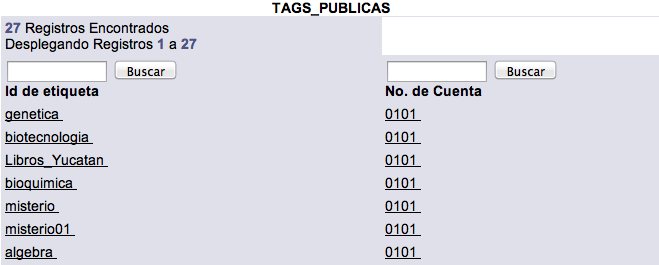 TAGS_PUBLICAS
27 Registros Encontrados
Desplegando Registros 1 a 27
Buscar Buscar
Id de etiqueta No. de Cuenta
genetica 0101
biotecnologia 0101
Libros_Yucatan 0101
bioquimica 0101
misterio 0101
misterio01 0101
algebra 0101